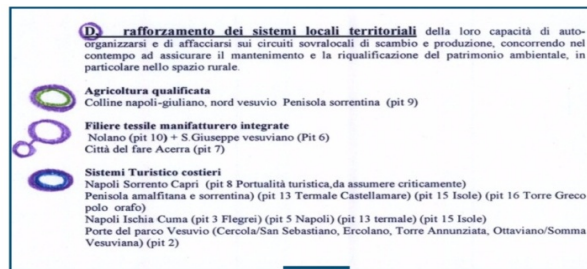 D. rafforzamento dei sistemi locali territoriali della loro capacità di auto-
organizzarsi e di affacciarsi sui circuiti sovralocali di scambio e produzione, concorrendo nel
contempo ad assicurare il mantenimento e la riqualificazione del patrimonio ambientale, in
particolare nello spazio rurale.
Agricoltura qualificata
Colline napoli-giuliano, nord vesuvio Penisola sorrentina (pit 9)
Filiere tessile manifatturero integrate
Nolano (pit 10) + S.Giuseppe vesuviano (Pit 6)
Città del fare Acerra (pit 7)
Sistemi Turistico costieri
Napoli Sorrento Capri (pit 8 Portualità turistica,da assumere criticamente)
Penisola amalfitana e sorrentina) (pit 13 Termale Castellamare) (pit 15 Isole) (pit 16 Torre Greco
polo orafo)
Napoli Ischia Cuma (pit 3 Flegrei) (pit 5 Napoli) (pit 13 termale) (pit 15 Isole)
Porte del parco Vesuvio (Cercola/San Sebastiano, Ercolano, Torre Annunziata, Ottaviano/Somma
Vesuviana) (pit 2)